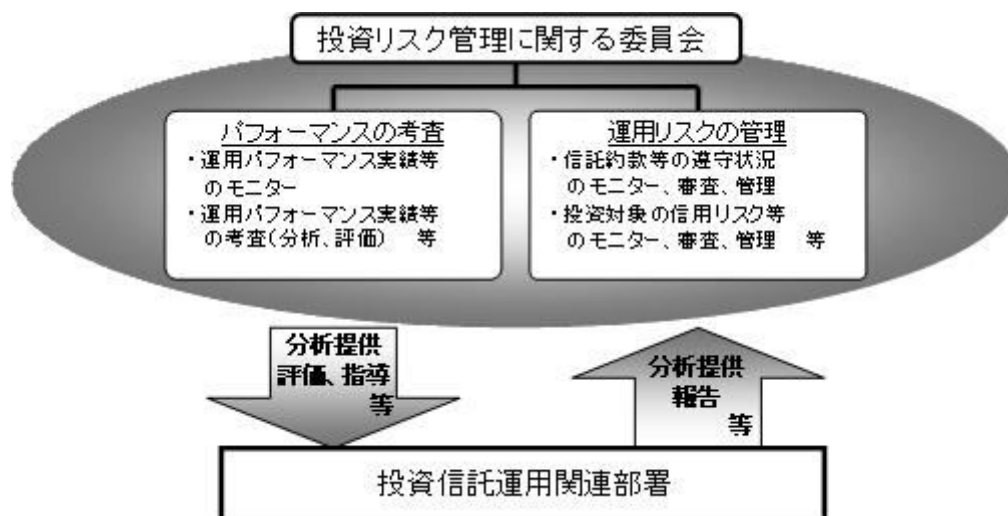 投資リスク管理に関する委員会
パフォーマンスの考査
・運用パフォーマンス実績等
のモニター
・運用パフォーマンス実績等
の考査(分析、評価) 等
運用リスクの管理
・信託約款等の遵守状況
のモニター、審査、管理
・投資対象の信用リスク等
のモニター、審査、管理 等
分析提供
評価、指導
等
分析提供
報告
等
投資信託運用関連部署